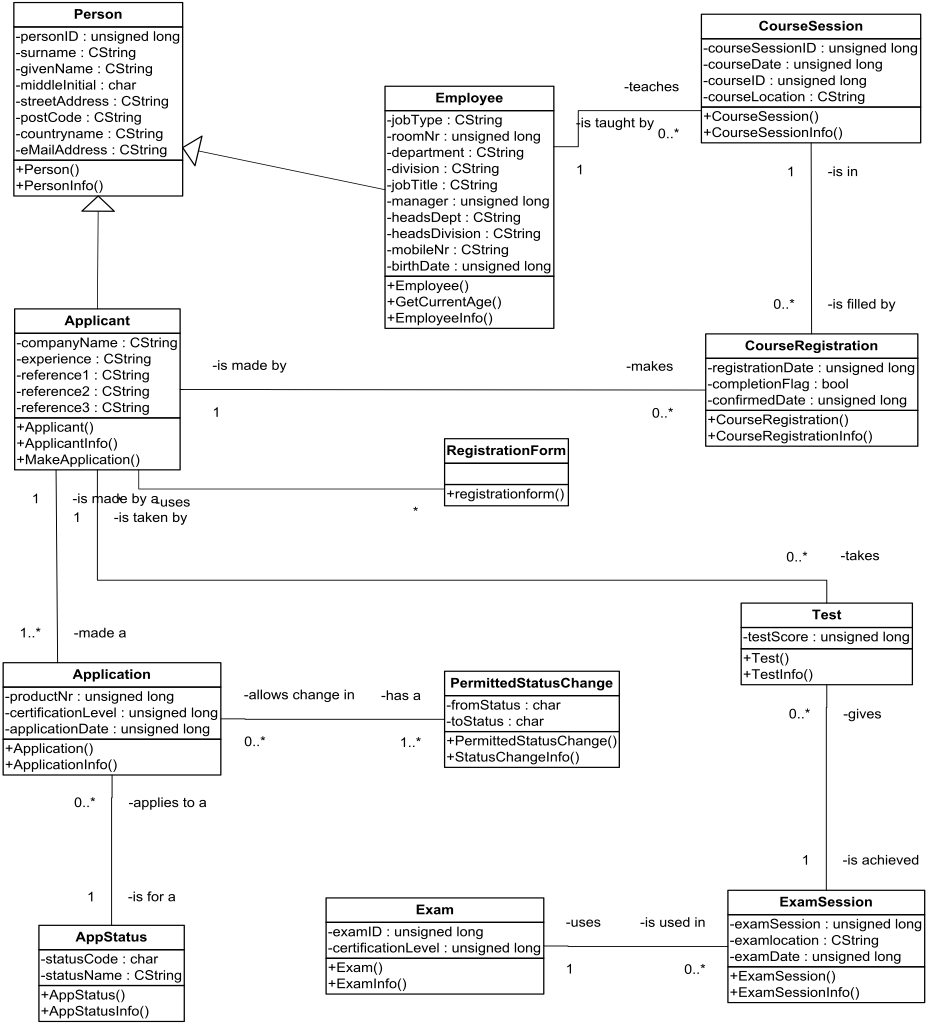 Person
-personID : unsigned long
-surname : CString
-givenName : CString
-middleInitial : char
-streetAddress : CString
-postCode : CString
-countryname : CString
-eMailAddress : CString
+Person()
+PersonInfo()
Employee
-jobType : CString
-roomNr : unsigned long
-department : CString
-division : CString
-jobTitle : CString
-manager : unsigned long
-headsDept : CString
-headsDivision : CString
-mobileNr : CString
-birthDate : unsigned long
+Employee()
+GetCurrentAge()
+EmployeeInfo()
-teaches
-is taught by
0..*
1
CourseSession
-courseSessionID : unsigned long
-courseDate : unsigned long
-courseID : unsigned long
-courseLocation : CString
+CourseSession()
+CourseSessionInfo()
1
-is in
0..*
-is filled by
Applicant
-companyName : CString
-experience : CString
-reference1 : CString
-reference2 : CString
-reference3 : CString
+Applicant()
+ApplicantInfo()
+MakeApplication()
-is made by
-makes
1
0..*
CourseRegistration
-registrationDate : unsigned long
-completionFlag : bool
-confirmedDate : unsigned long
+CourseRegistration()
+CourseRegistrationInfo()
RegistrationForm
+registrationform()
1
-is made by a
*
-uses
*
1
-is taken by
0..*
-takes
1..*
-made a
Test
-testScore : unsigned long
+Test()
+TestInfo()
Application
-productNr : unsigned long
-certificationLevel : unsigned long
-applicationDate : unsigned long
+Application()
+ApplicationInfo()
-allows change in
-has a
0..*
1..*
PermittedStatusChange
-fromStatus : char
-toStatus : char
+PermittedStatusChange()
+StatusChangeInfo()
0..*
-gives
0..*
-applies to a
1
-is achieved
1
-is for a
AppStatus
-statusCode : char
-statusName : CString
+AppStatus()
+AppStatusInfo()
Exam
-examID : unsigned long
-certificationLevel : unsigned long
+Exam()
+ExamInfo()
-uses
-is used in
1
0..*
ExamSession
-examSession : unsigned long
-examlocation : CString
-examDate : unsigned long
+ExamSession()
+ExamSessionInfo()